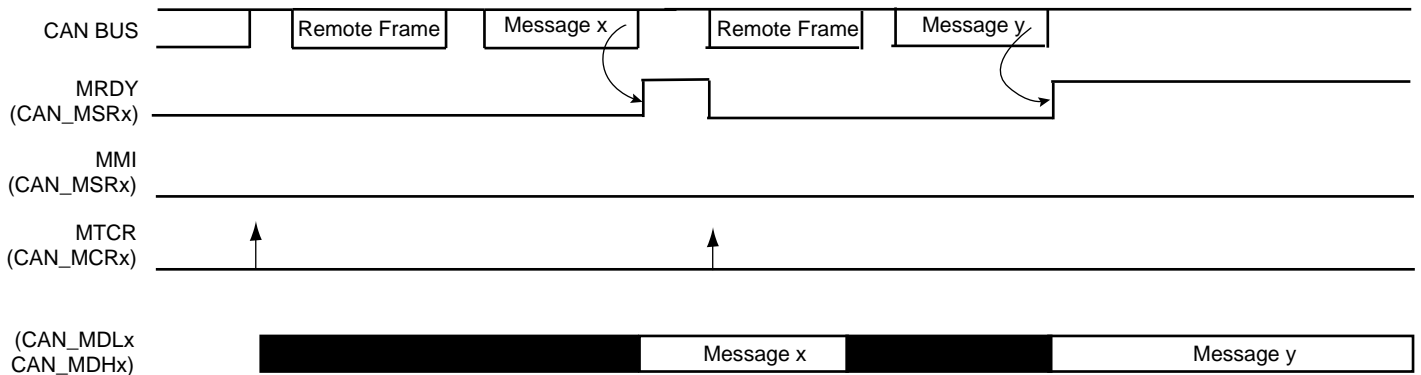 CAN BUS
Remote Frame
Message x
Remote Frame
Message y
MRDY
(CAN_MSRx)
MMI
(CAN_MSRx)
MTCR
(CAN_MCRx)
(CAN_MDLx
CAN_MDHx)
Message x
Message y